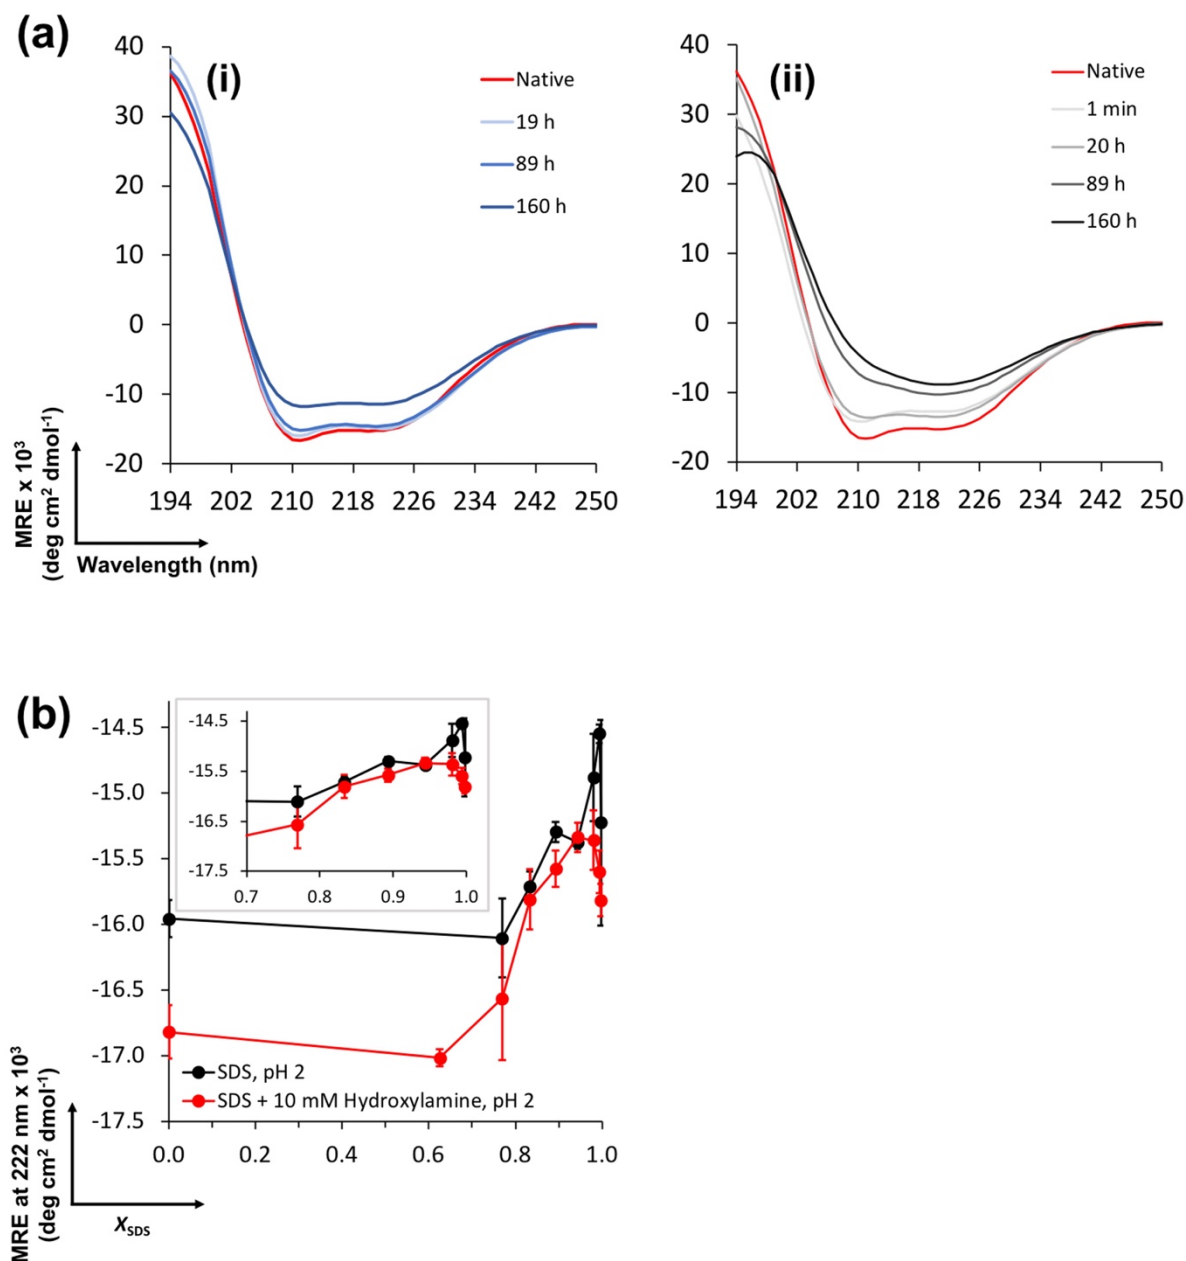 (a)
(i)
40
30
20
10
0
-10
-20
194 202 210 218 226 234 242 250
Native
19 h
89 h
160 h
MRE x 10³
(deg cm² dmol⁻¹)
Wavelength (nm)
(ii)
40
30
20
10
0
-10
-20
194 202 210 218 226 234 242 250
Native
1 min
20 h
89 h
160 h
(b)
-14.5
-15.0
-15.5
-16.0
-16.5
-17.0
-17.5
0.0 0.2 0.4 0.6 0.8 1.0
-14.5
-15.5
-16.5
-17.5
0.7 0.8 0.9 1.0
SDS, pH 2
SDS + 10 mM Hydroxylamine, pH 2
MRE at 222 nm x 10³
(deg cm² dmol⁻¹)
X_SDS